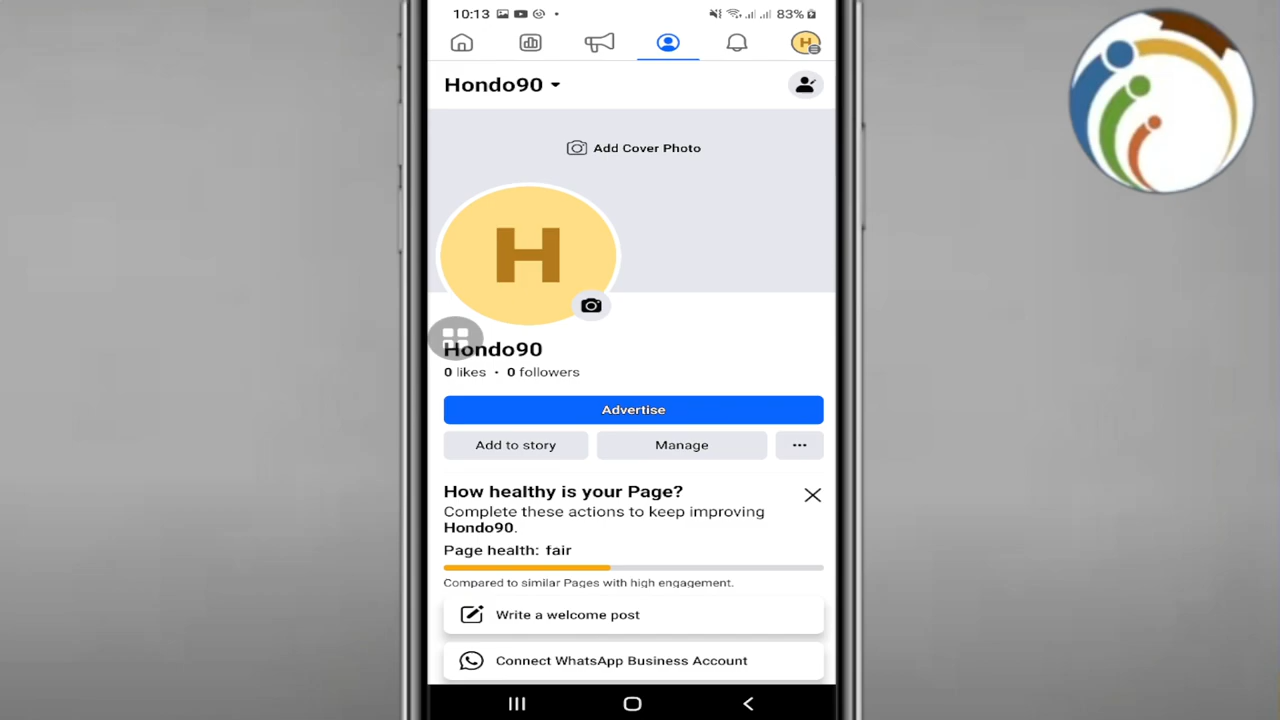 10:13
83%
H
Hondo90
Add Cover Photo
H
Hondo90
0 likes • 0 followers
Advertise
Add to story
Manage
How healthy is your Page?
Complete these actions to keep improving
Hondo90.
Page health: fair
Compared to similar Pages with high engagement.
Write a welcome post
Connect WhatsApp Business Account